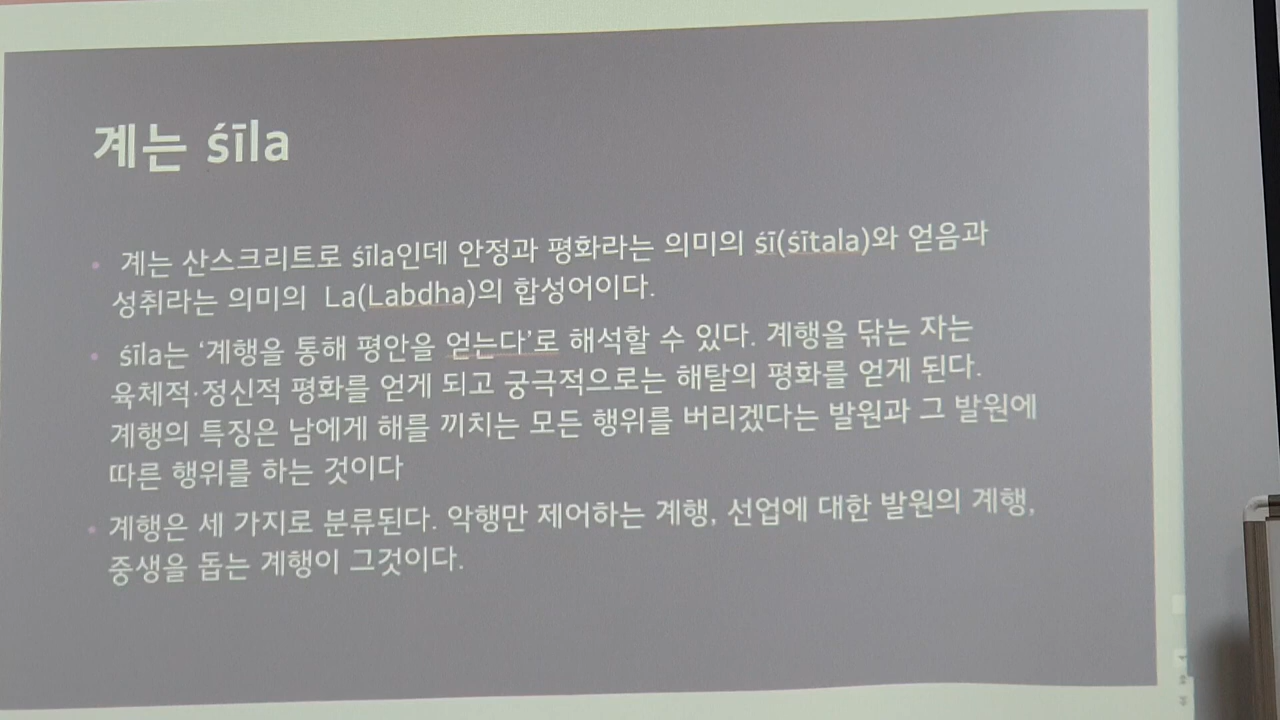 계는 śīla
• 계는 산스크리트로 śīla인데 안정과 평화라는 의미의 śī(śītala)와 얻음과
성취라는 의미의 La(Labdha)의 합성어이다.
• śīla는 ‘계행을 통해 평안을 얻는다’로 해석할 수 있다. 계행을 닦는 자는
육체적·정신적 평화를 얻게 되고 궁극적으로는 해탈의 평화를 얻게 된다.
계행의 특징은 남에게 해를 끼치는 모든 행위를 버리겠다는 발원과 그 발원에
따른 행위를 하는 것이다
• 계행은 세 가지로 분류된다. 악행만 제어하는 계행, 선업에 대한 발원의 계행,
중생을 돕는 계행이 그것이다.